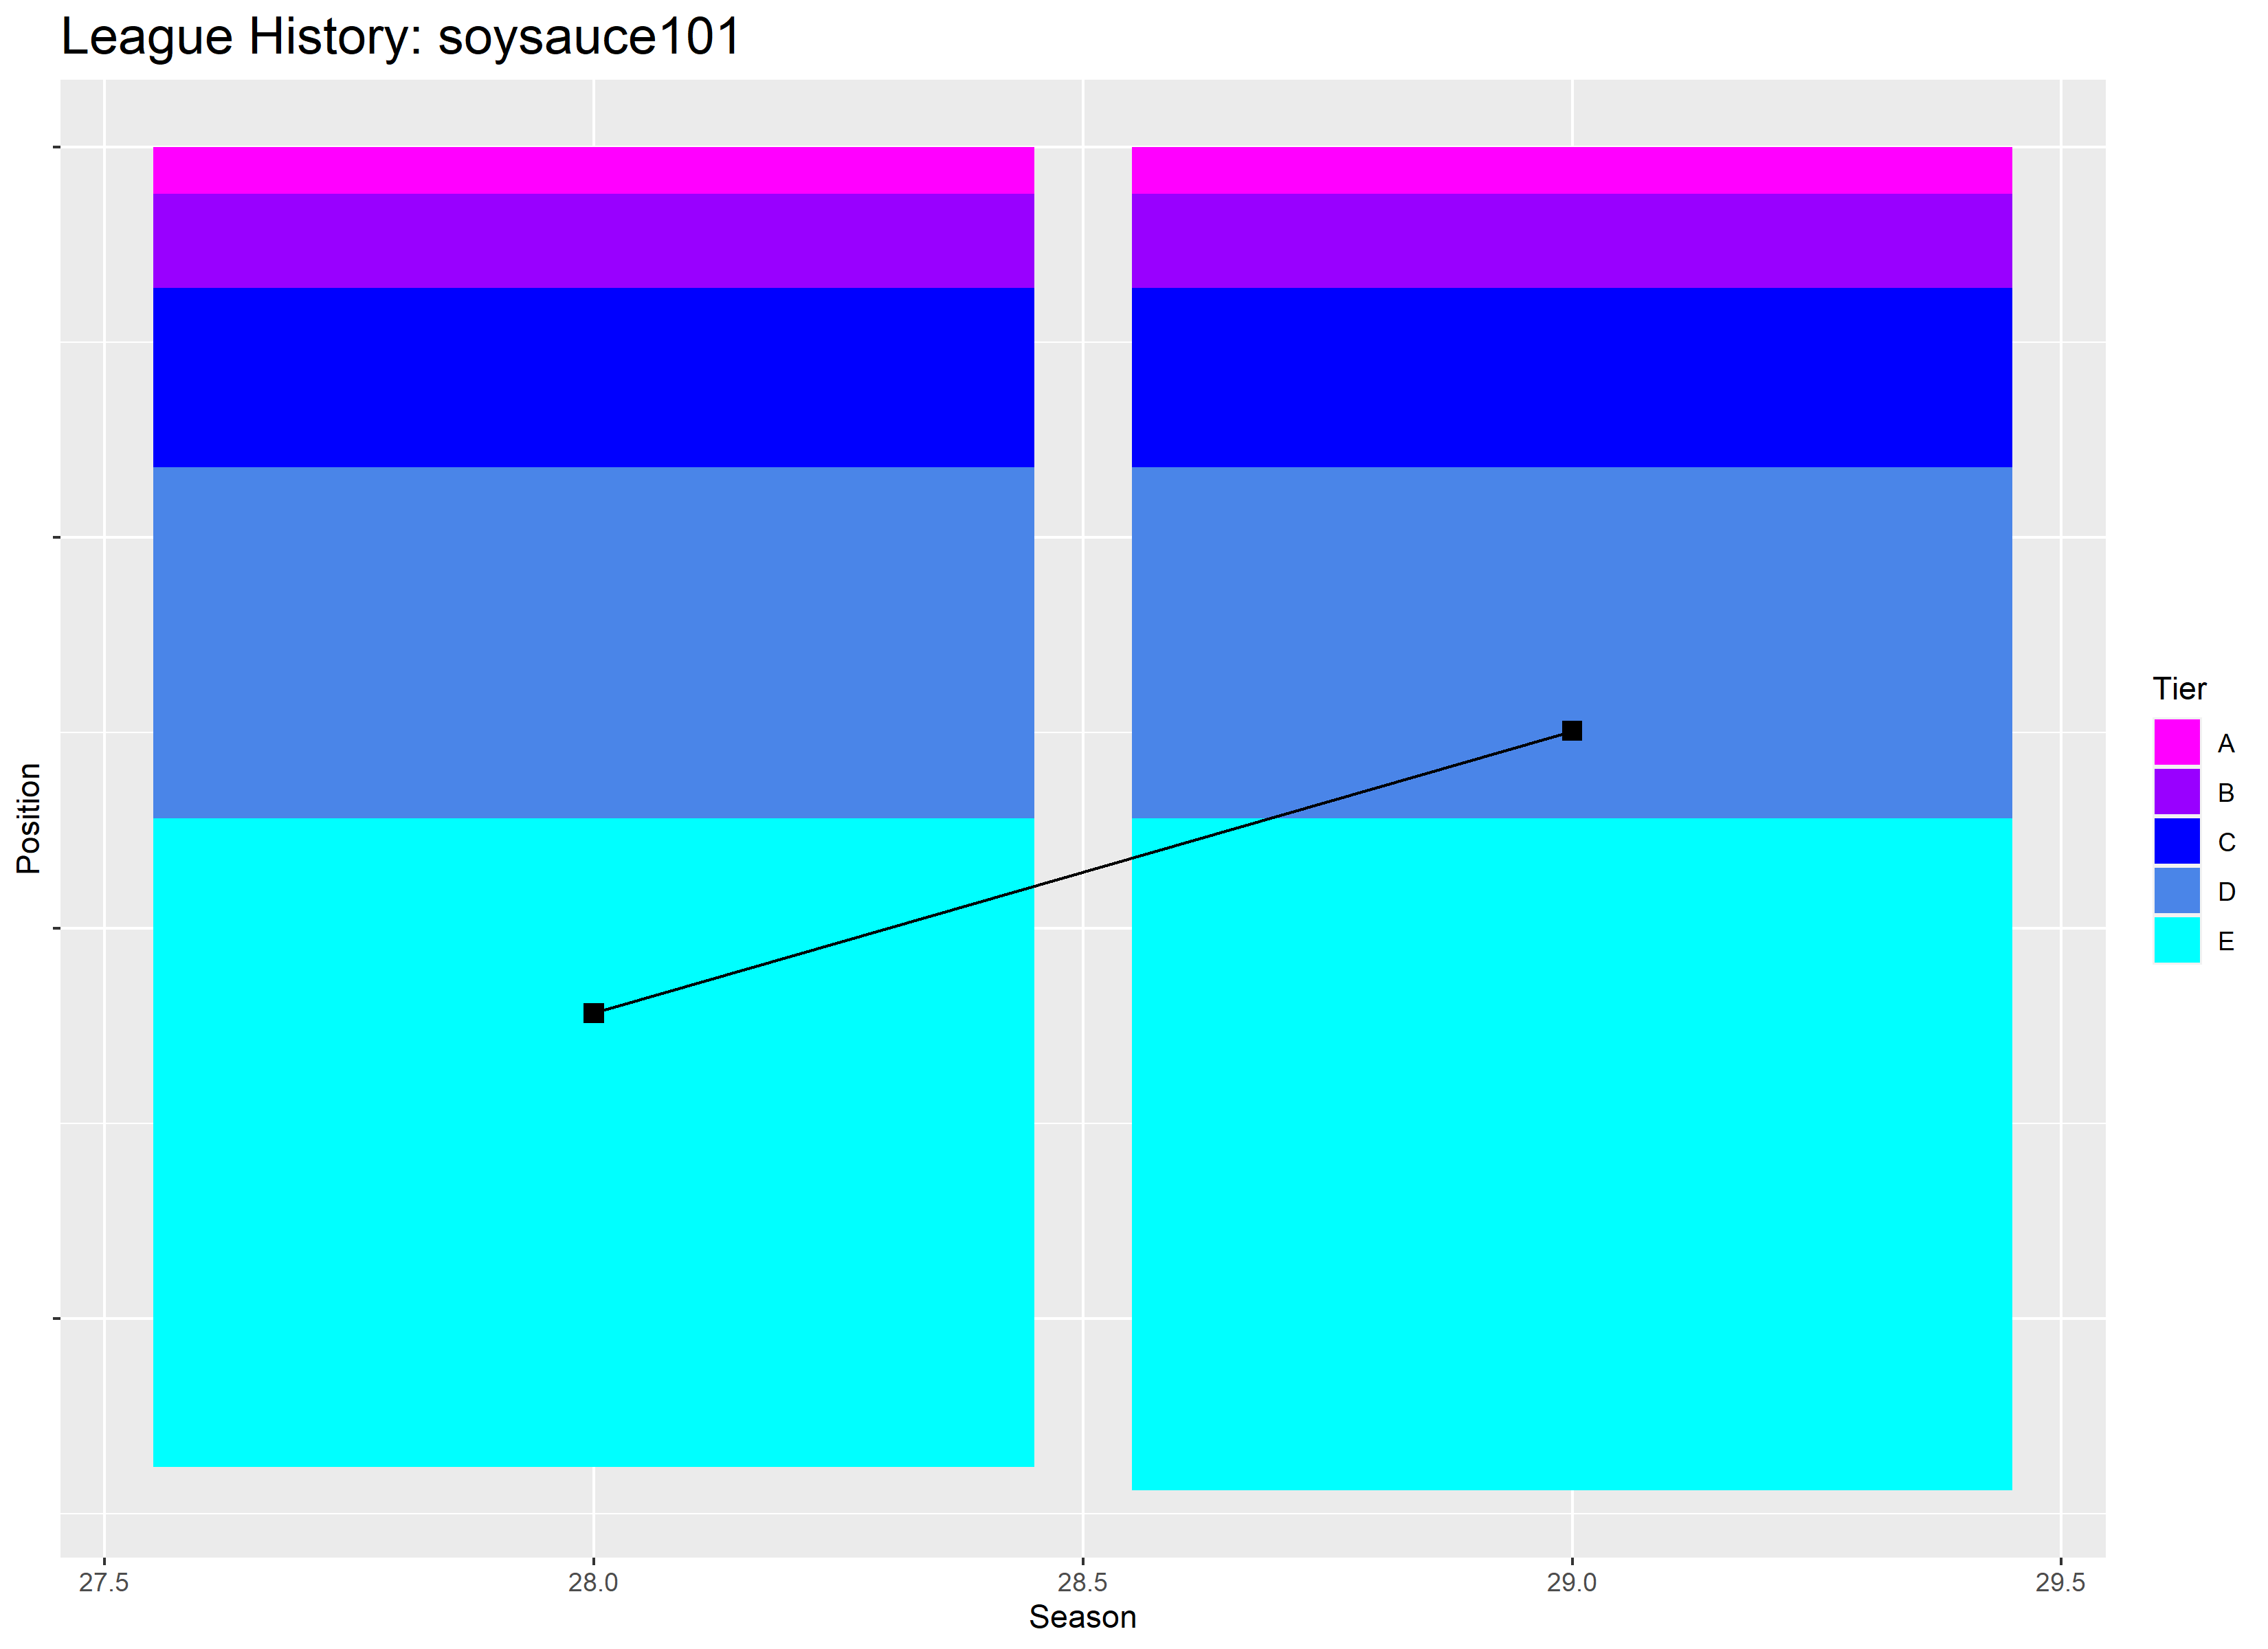 League History: soysauce101
Position
Tier
A
B
C
D
E
27.5 28.0 28.5 29.0 29.5
Season